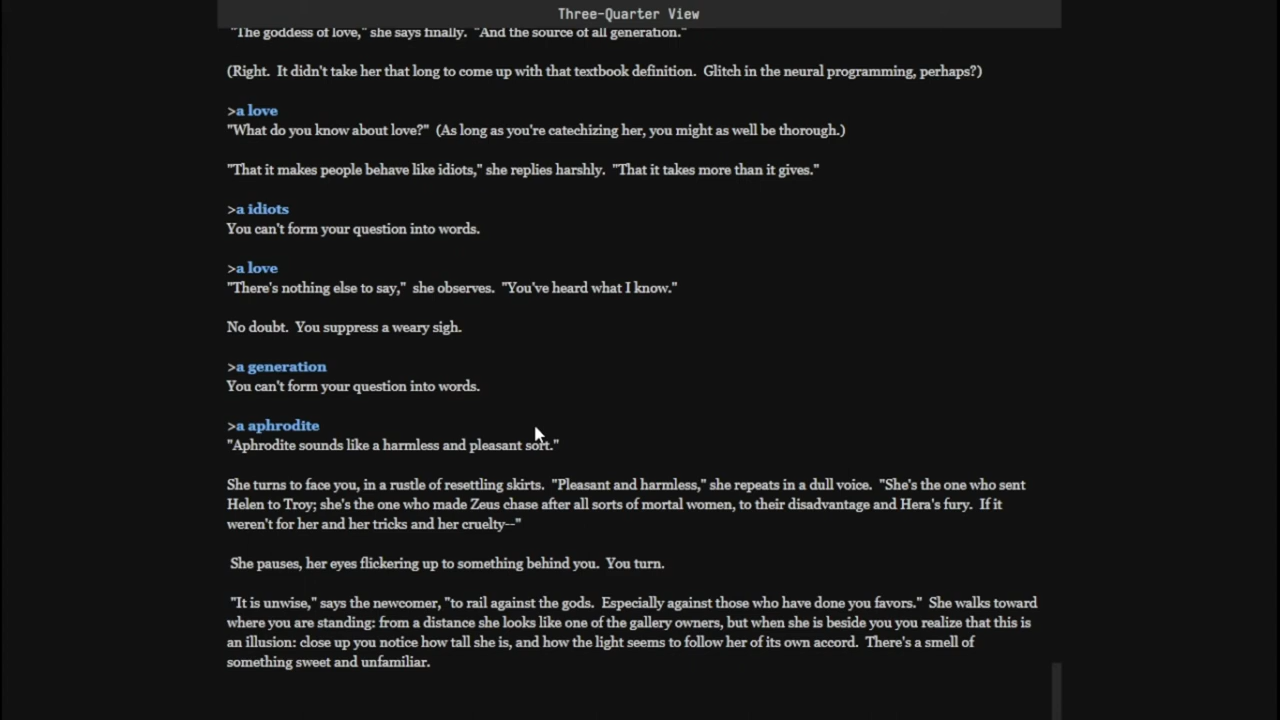 Three-Quarter View
"The goddess of love," she says finally.  "And the source of all generation."
(Right.  It didn't take her that long to come up with that textbook definition.  Glitch in the neural programming, perhaps?)
>a love
"What do you know about love?"  (As long as you're catechizing her, you might as well be thorough.)
"That it makes people behave like idiots," she replies harshly.  "That it takes more than it gives."
>a idiots
You can't form your question into words.
>a love
"There's nothing else to say,"  she observes.  "You've heard what I know."
No doubt.  You suppress a weary sigh.
>a generation
You can't form your question into words.
>a aphrodite
"Aphrodite sounds like a harmless and pleasant sort."
She turns to face you, in a rustle of resettling skirts.  "Pleasant and harmless," she repeats in a dull voice.  "She's the one who sent
Helen to Troy; she's the one who made Zeus chase after all sorts of mortal women, to their disadvantage and Hera's fury.  If it
weren't for her and her tricks and her cruelty--"
She pauses, her eyes flickering up to something behind you.  You turn.
"It is unwise," says the newcomer, "to rail against the gods.  Especially against those who have done you favors."  She walks toward
where you are standing: from a distance she looks like one of the gallery owners, but when she is beside you you realize that this is
an illusion: close up you notice how tall she is, and how the light seems to follow her of its own accord.  There's a smell of
something sweet and unfamiliar.